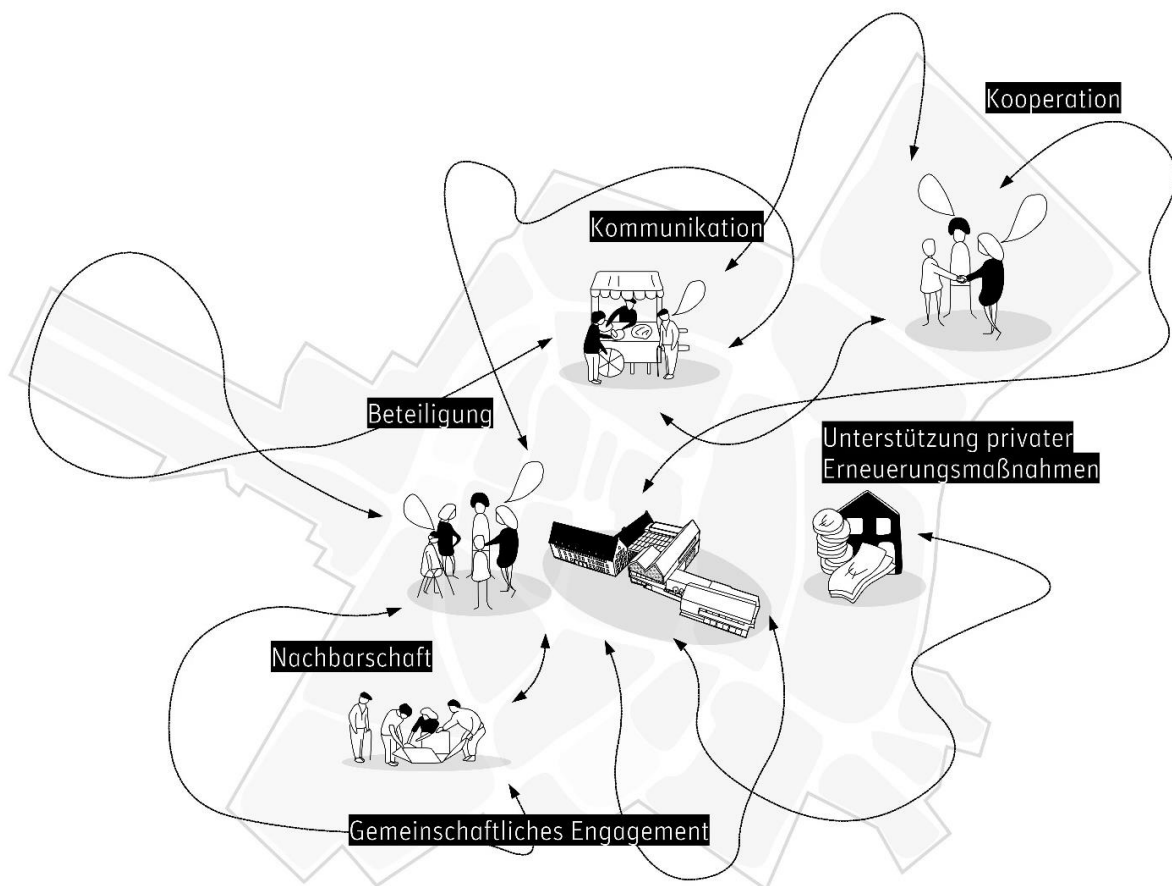 Kooperation
Kommunikation
Beteiligung
Unterstützung privater
Erneuerungsmaßnahmen
Nachbarschaft
Gemeinschaftliches Engagement